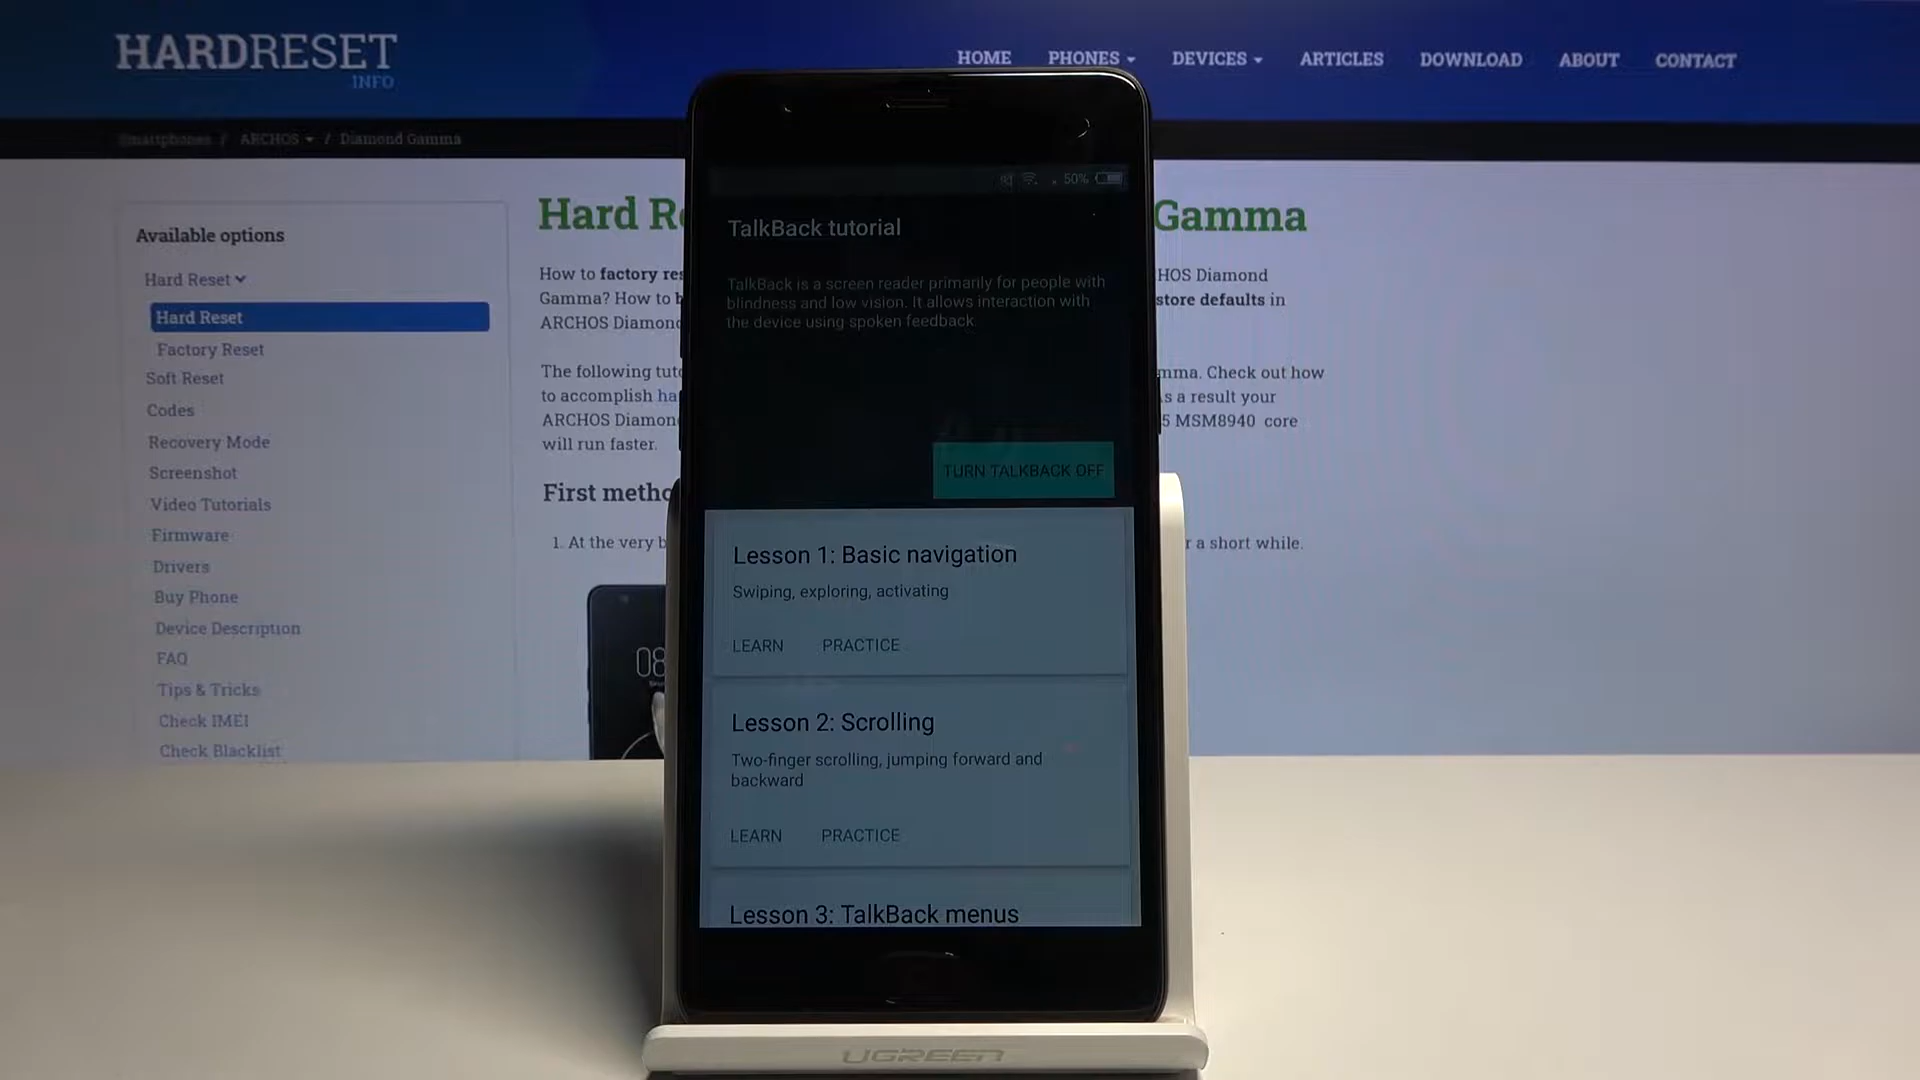 HARDRESET
INFO
HOME PHONES DEVICES ARTICLES DOWNLOAD ABOUT CONTACT
Smartphones / ARCHOS / Diamond Gamma
Available options
Hard Reset
Hard Reset
Factory Reset
Soft Reset
Codes
Recovery Mode
Screenshot
Video Tutorials
Firmware
Drivers
Buy Phone
Device Description
FAQ
Tips & Tricks
Check IMEI
Check Blacklist
Hard R Gamma
How to factory res HOS Diamond
Gamma? How to b store defaults in
ARCHOS Diamond
The following tuto mma. Check out how
to accomplish ha s a result your
ARCHOS Diamon 5 MSM8940 core
will run faster.
First metho
1. At the very b r a short while.
08
50%
TalkBack tutorial
TalkBack is a screen reader primarily for people with
blindness and low vision. It allows interaction with
the device using spoken feedback.
TURN TALKBACK OFF
Lesson 1: Basic navigation
Swiping, exploring, activating
LEARN PRACTICE
Lesson 2: Scrolling
Two-finger scrolling, jumping forward and
backward
LEARN PRACTICE
Lesson 3: TalkBack menus
UGREEN